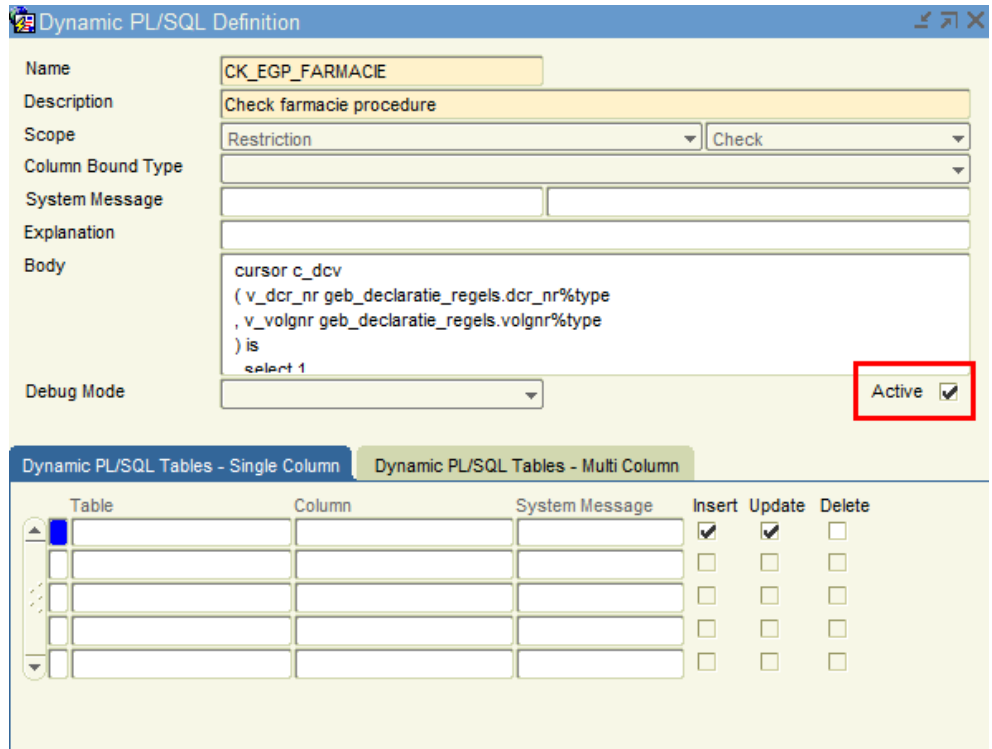 Dynamic PL/SQL Definition
Name CK_EGP_FARMACIE
Description Check farmacie procedure
Scope Restriction Check
Column Bound Type
System Message
Explanation
Body cursor c_dcv
( v_dcr_nr geb_declaratie_regels.dcr_nr%type
, v_volgnr geb_declaratie_regels.volgnr%type
) is
select 1
Debug Mode Active
Dynamic PL/SQL Tables - Single Column Dynamic PL/SQL Tables - Multi Column
Table Column System Message Insert Update Delete